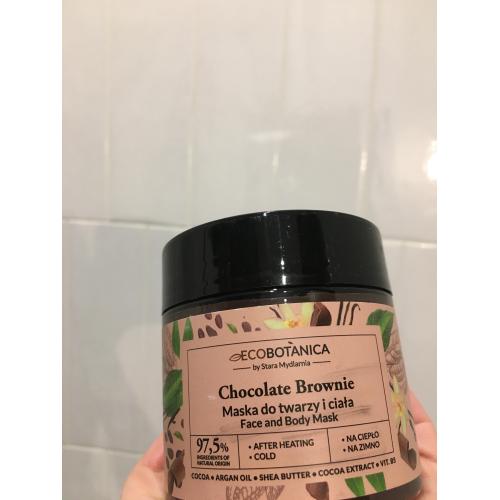 ECOBOTANICA
by Stara Mydlarnia
Chocolate Brownie
Maska do twarzy i ciała
Face and Body Mask
97,5%
INGREDIENTS OF
NATURAL ORIGIN
• AFTER HEATING
• COLD
• NA CIEPŁO
• NA ZIMNO
COCOA • ARGAN OIL • SHEA BUTTER • COCOA EXTRACT • VIT. B5